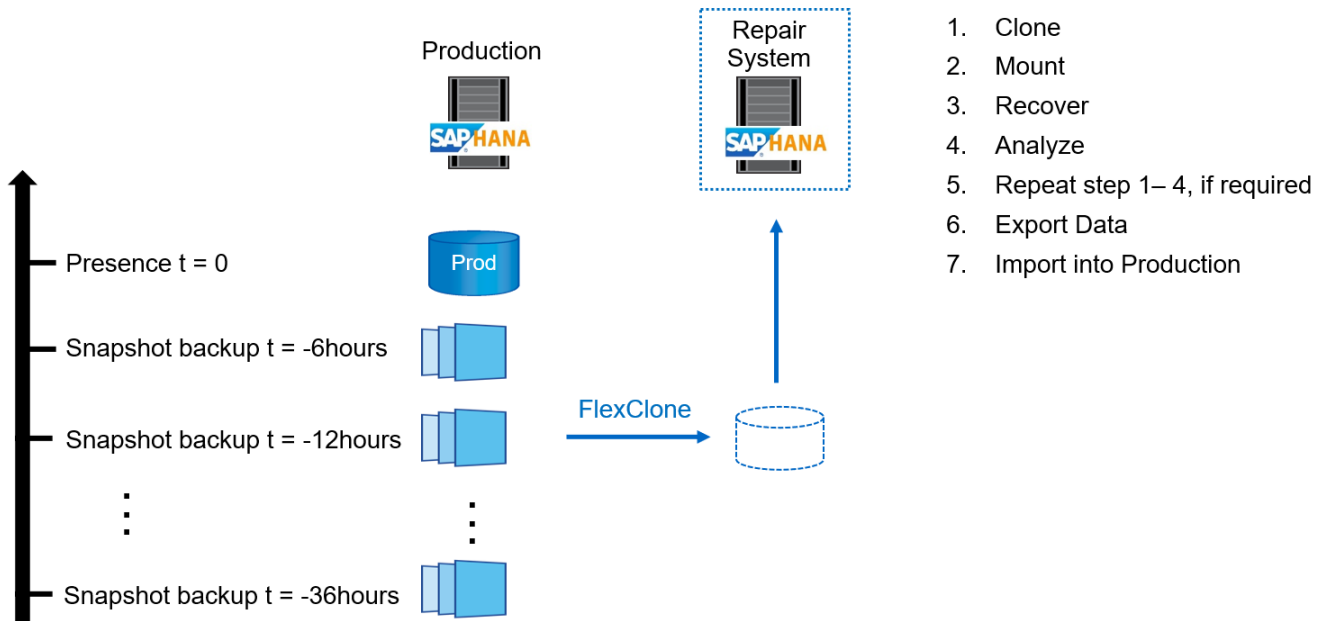 Production
SAP HANA
Repair
System
SAP HANA
1. Clone
2. Mount
3. Recover
4. Analyze
5. Repeat step 1– 4, if required
6. Export Data
7. Import into Production
Presence t = 0
Prod
Snapshot backup t = -6hours
Snapshot backup t = -12hours
FlexClone
Snapshot backup t = -36hours